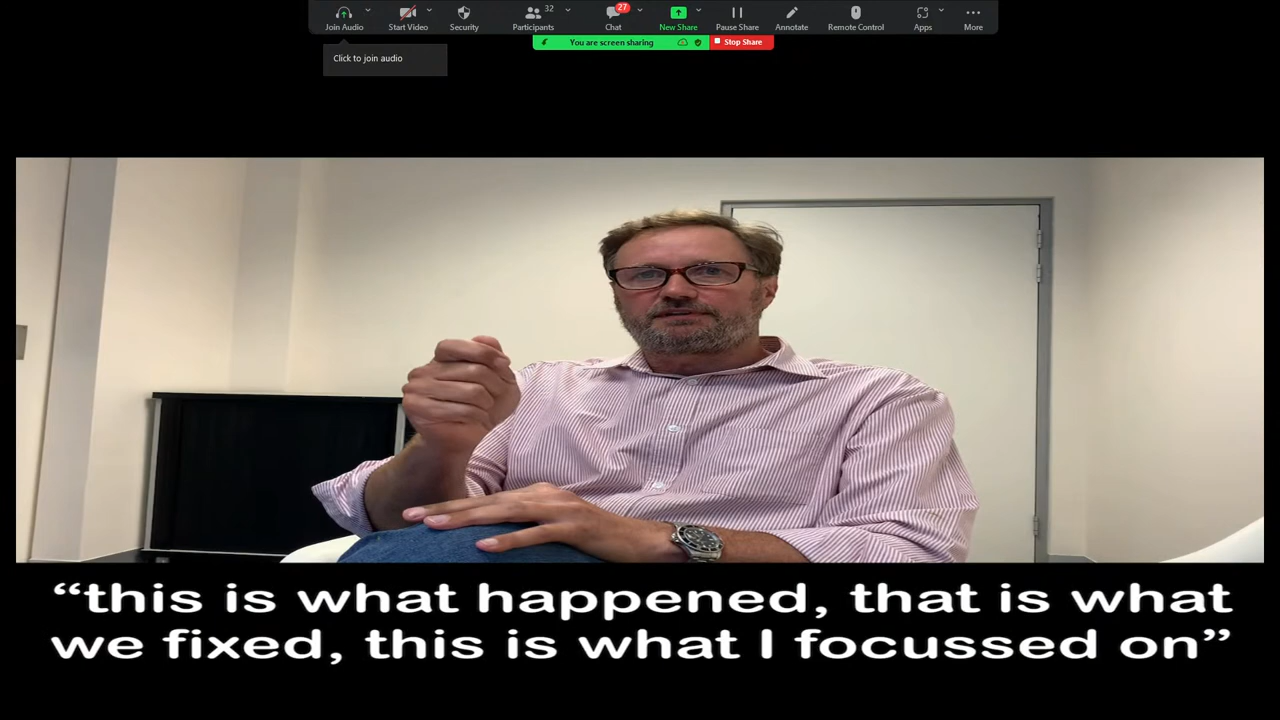 Join Audio
Start Video
Security
Participants
32
Chat
27
New Share
Pause Share
Annotate
Remote Control
Apps
More
You are screen sharing
Stop Share
Click to join audio
“this is what happened, that is what
we fixed, this is what I focussed on”